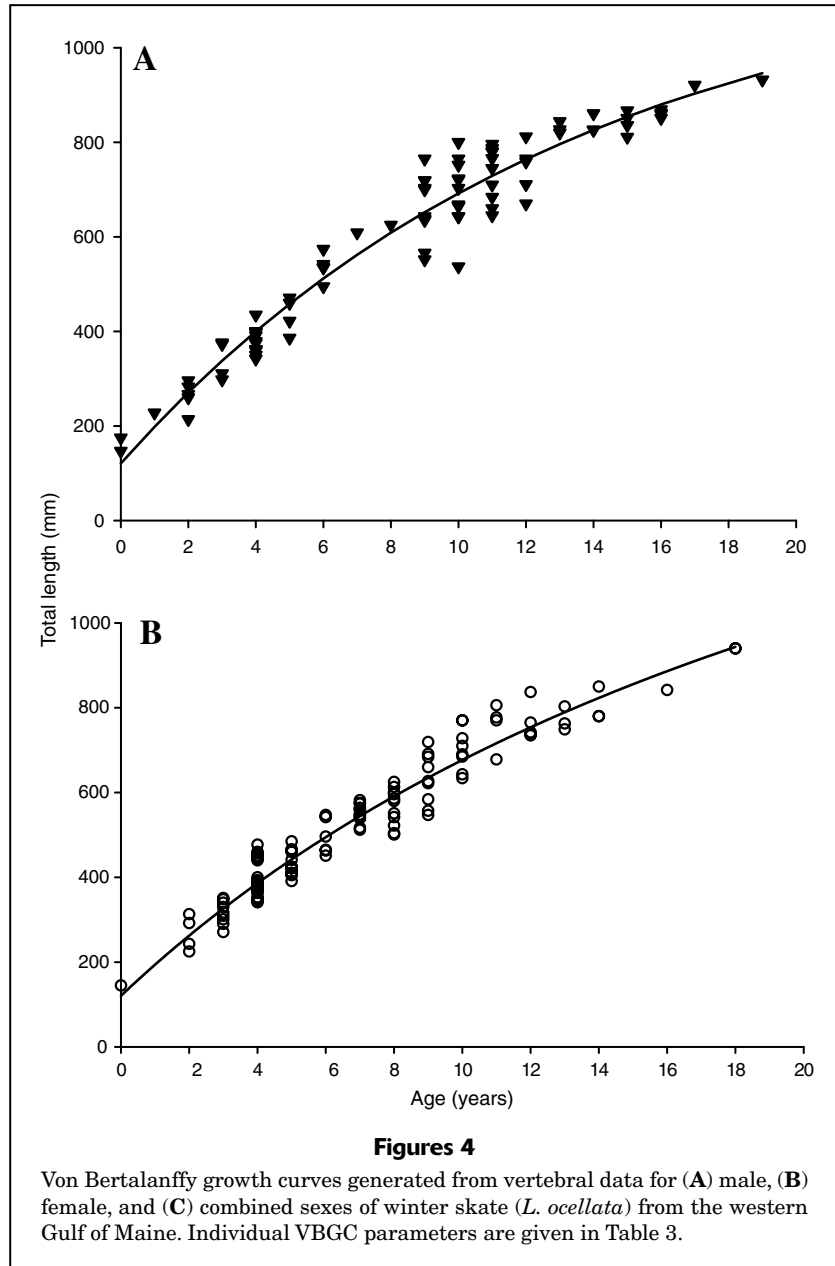 A
1000
800
600
400
200
0
0 2 4 6 8 10 12 14 16 18 20
Total length (mm)
B
1000
800
600
400
200
0
0 2 4 6 8 10 12 14 16 18 20
Age (years)
Figures 4
Von Bertalanffy growth curves generated from vertebral data for (A) male, (B)
female, and (C) combined sexes of winter skate (L. ocellata) from the western
Gulf of Maine. Individual VBGC parameters are given in Table 3.